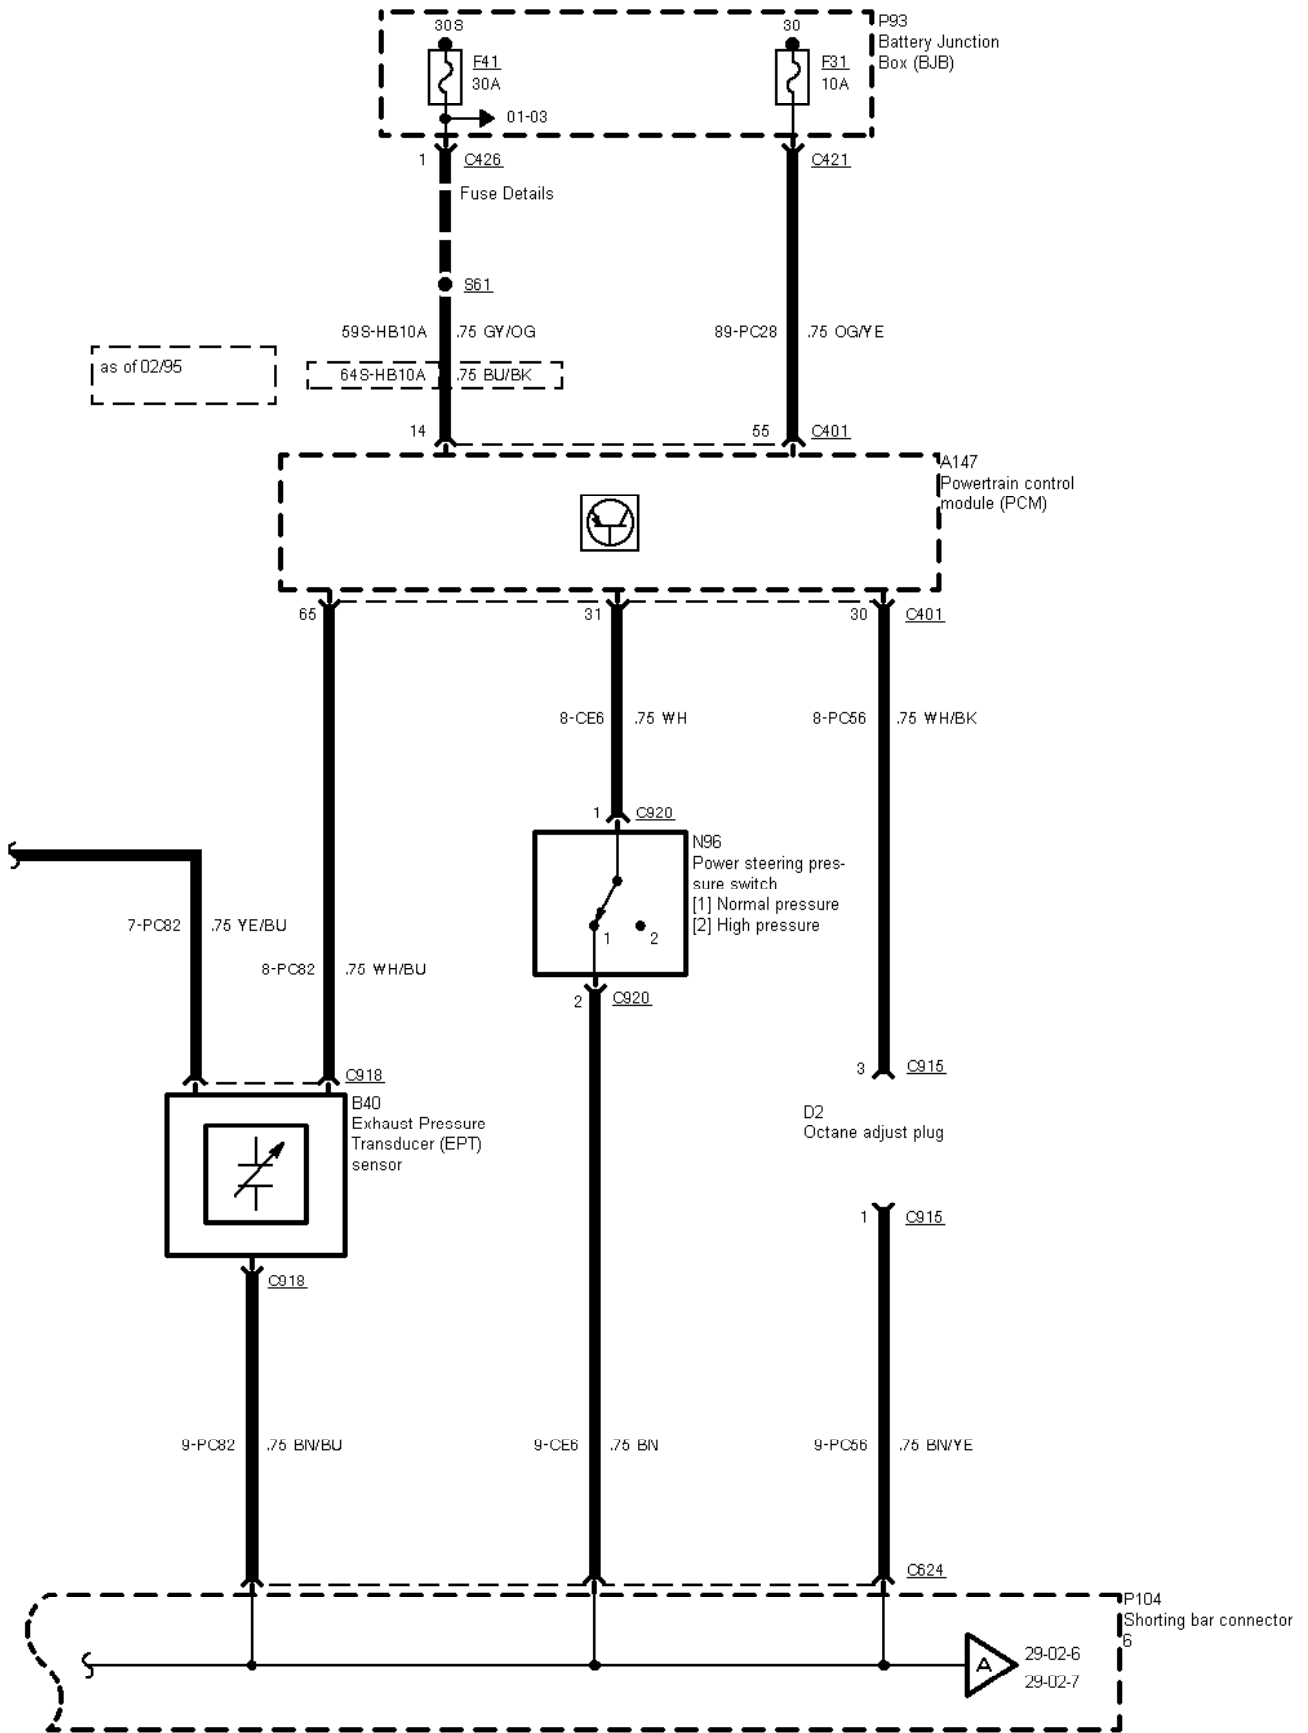 30S
30
P93
Battery Junction
Box (BJB)
F41
30A
F31
10A
01-03
1
C426
C421
Fuse Details
S61
59S-HB10A
.75 GY/OG
89-PC28
.75 OG/YE
as of 02/95
64S-HB10A
.75 BU/BK
14
55
C401
A147
Powertrain control
module (PCM)
65
31
30
C401
8-CE6
.75 WH
8-PC56
.75 WH/BK
1
C920
N96
Power steering pres-
sure switch
[1] Normal pressure
[2] High pressure
7-PC82
.75 YE/BU
1
2
8-PC82
.75 WH/BU
2
C920
3
C915
C918
B40
Exhaust Pressure
Transducer (EPT)
sensor
D2
Octane adjust plug
1
C915
C918
9-PC82
.75 BN/BU
9-CE6
.75 BN
9-PC56
.75 BN/YE
C624
P104
Shorting bar connector
6
A
29-02-6
29-02-7